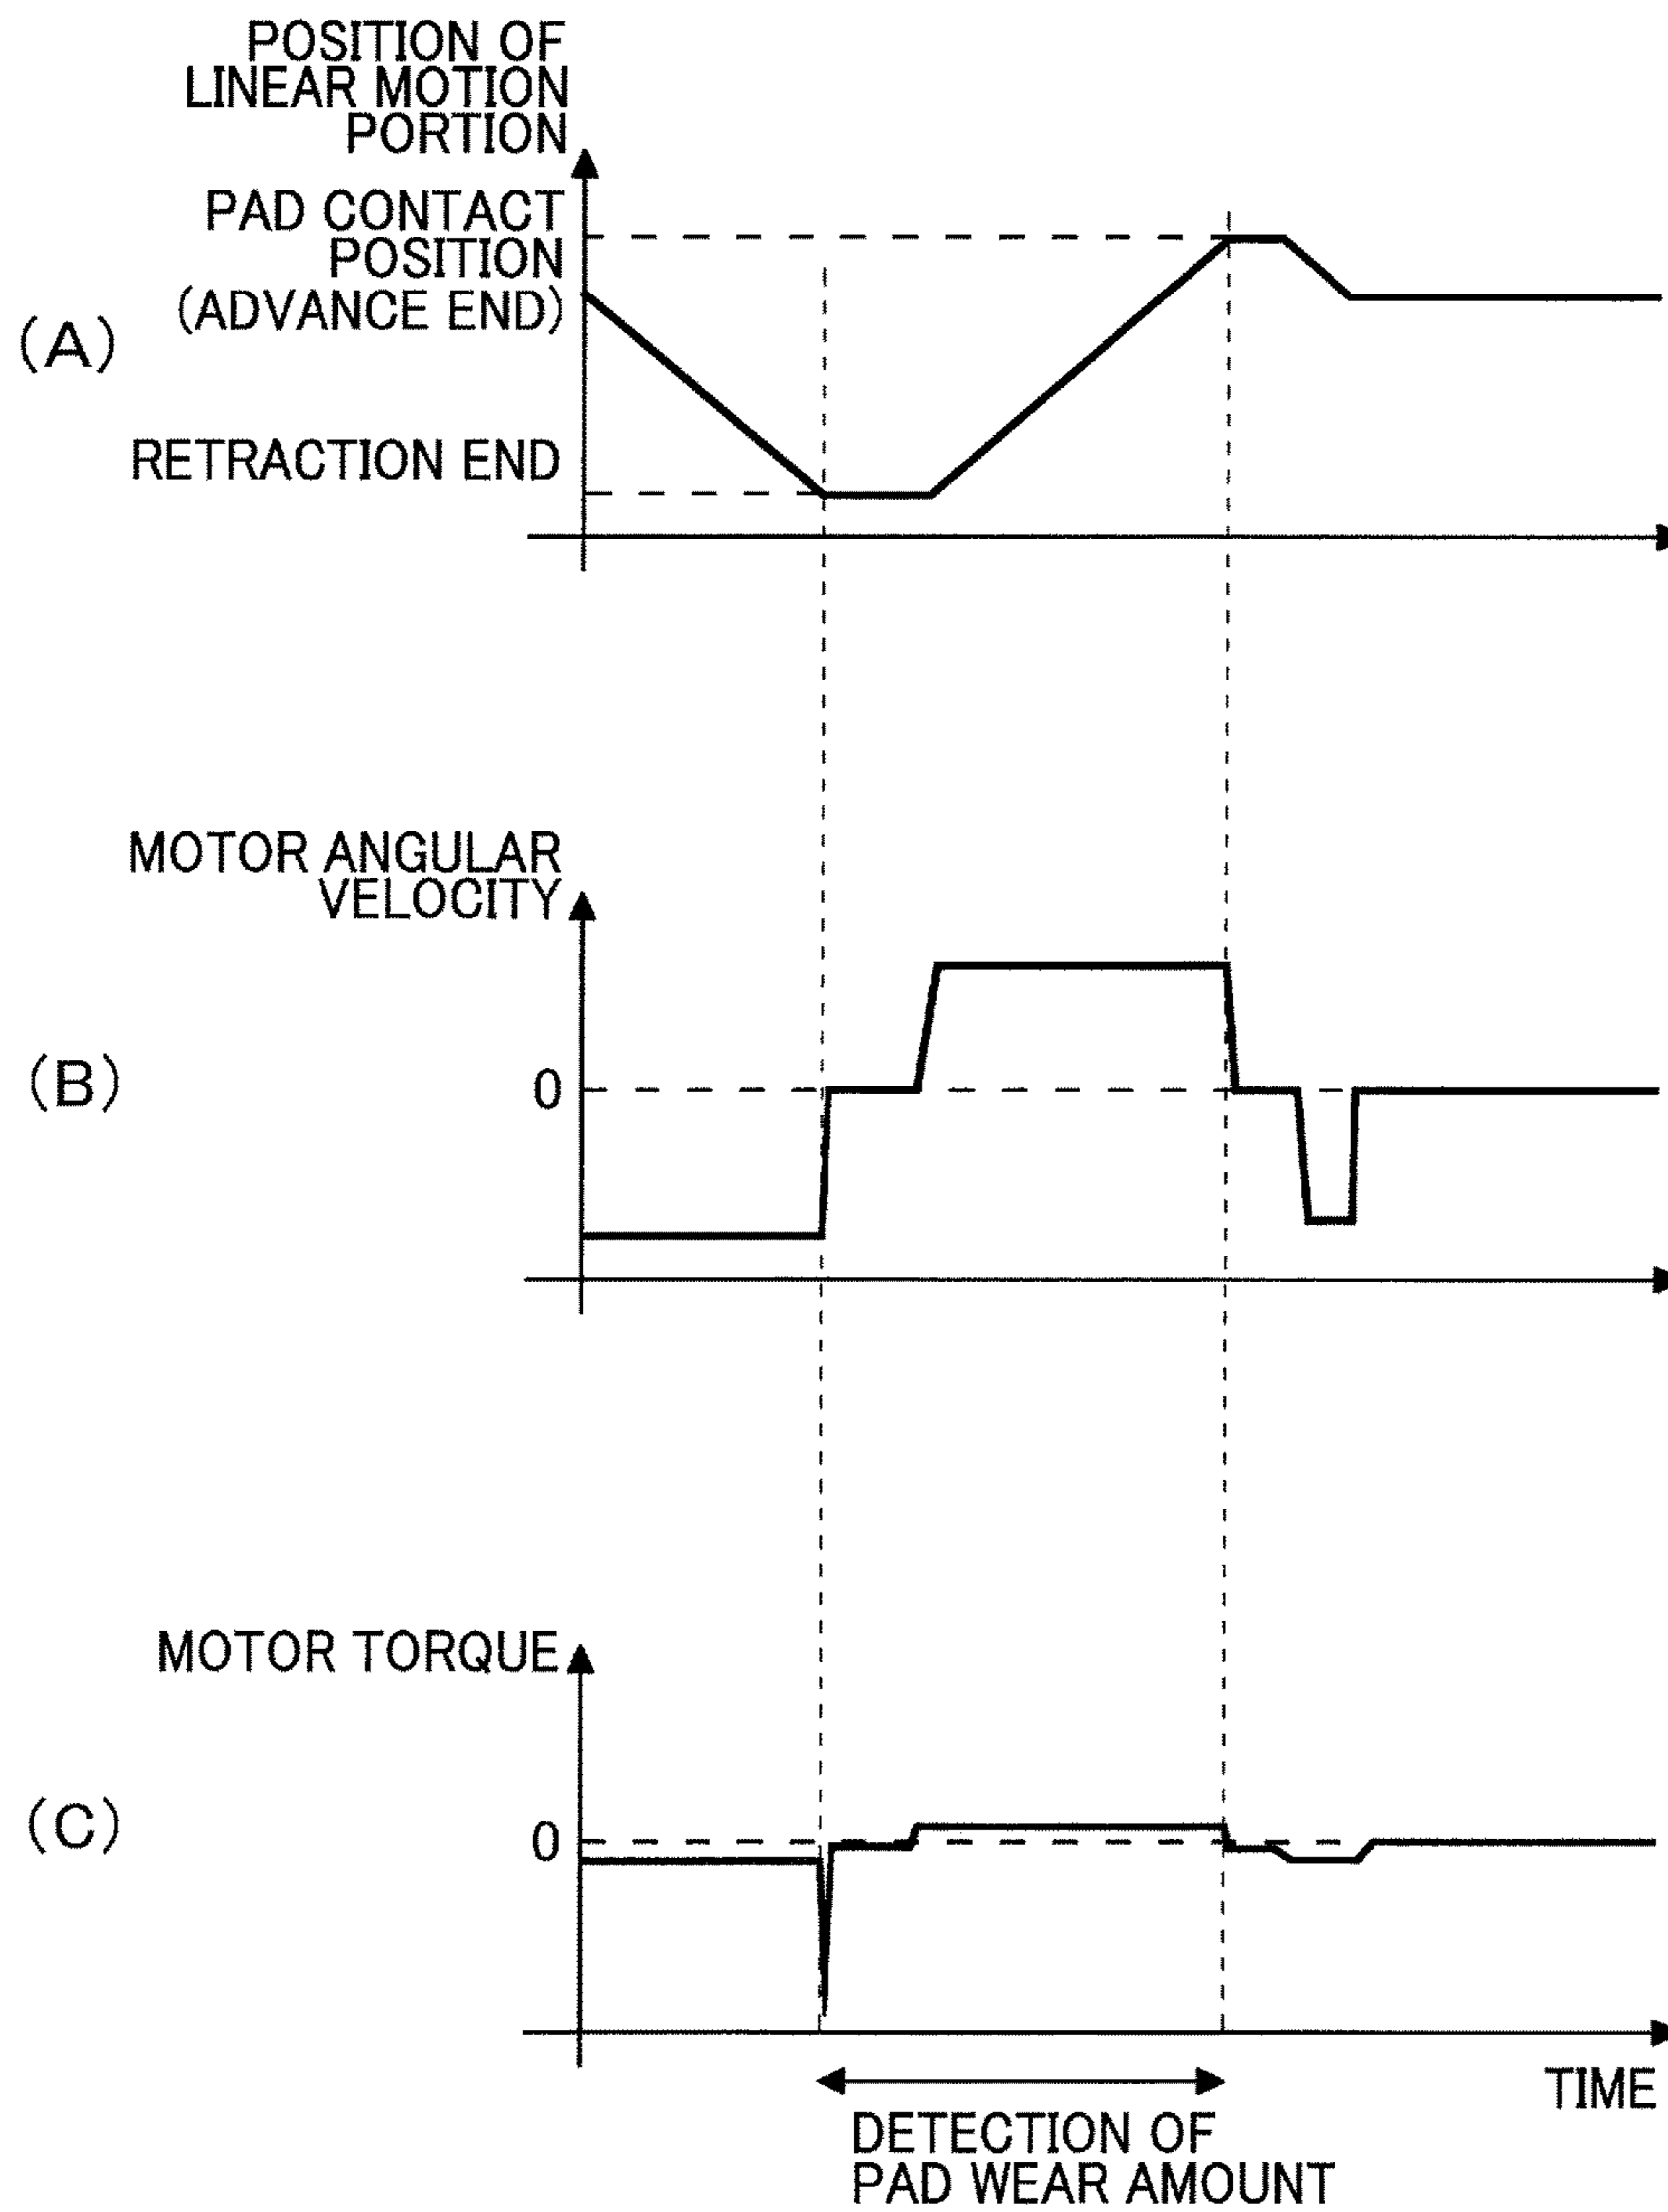 POSITION OF
LINEAR MOTION
PORTION
PAD CONTACT
POSITION
(ADVANCE END)
(A)
RETRACTION END
MOTOR ANGULAR
VELOCITY
(B)
0
MOTOR TORQUE
(C)
0
TIME
DETECTION OF
PAD WEAR AMOUNT